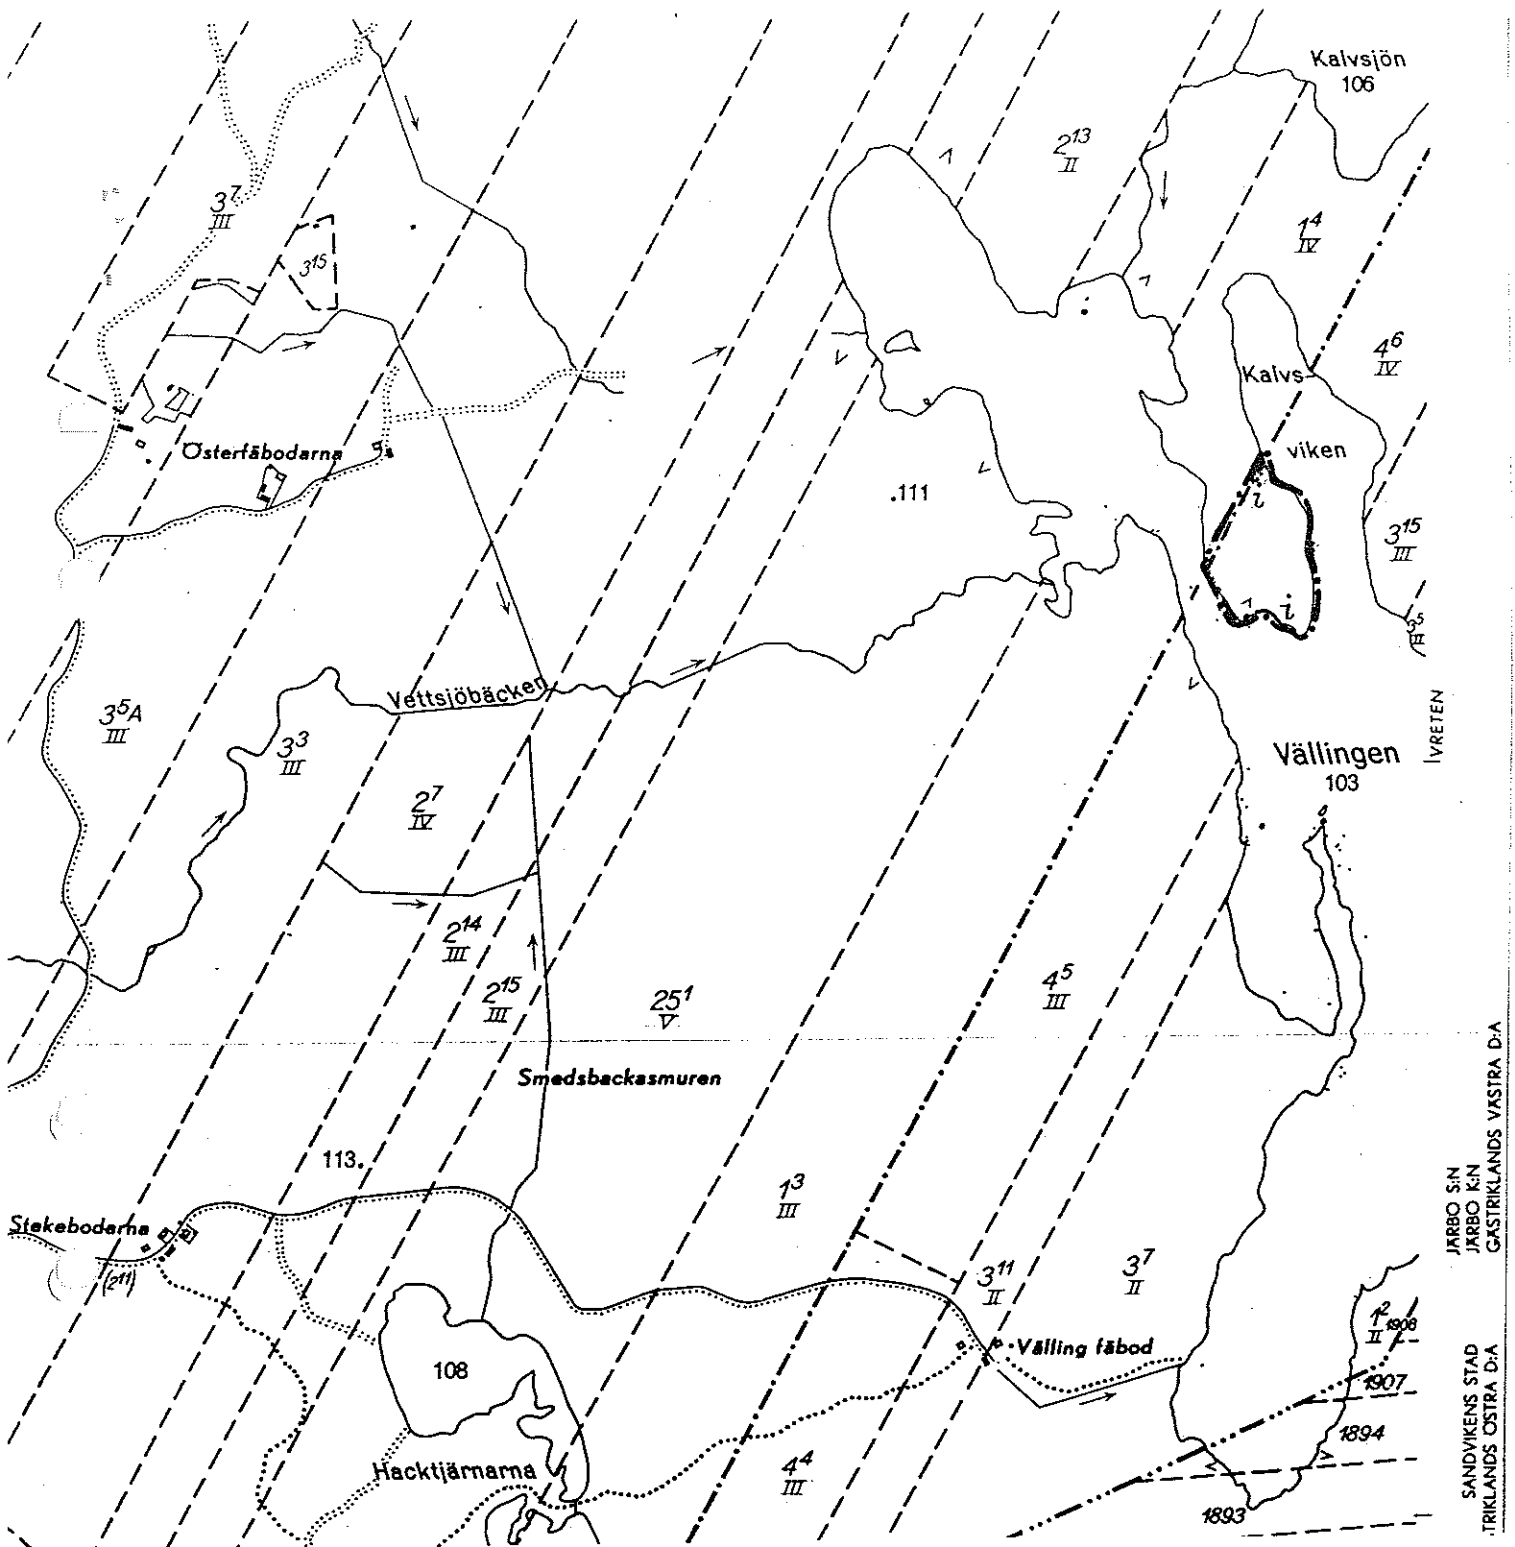 Kalvsjön
106
2¹³
II
3⁷
III
1⁴
IV
3¹⁵
4⁶
IV
Kalvs-
viken
Österfäbodarna
.111
i
3¹⁵
III
i
3⁵
III
Vettsjöbäcken
3⁵A
III
3³
III
IVRETEN
Vällingen
103
2⁷
IV
2¹⁴
III
2¹⁵
III
25¹
V
4⁵
III
Smedsbackasmuren
113.
1³
III
Stekebodarna
(2¹¹)
3¹¹
II
3⁷
II
1²
II
1908
Välling fäbod
108
1907
1894
Hacktjärnarna
4⁴
III
1893
JÄRBO S:N
JÄRBO K:N
GÄSTRIKLANDS VÄSTRA D:A
SANDVIKENS STAD
TRIKLANDS ÖSTRA D:A